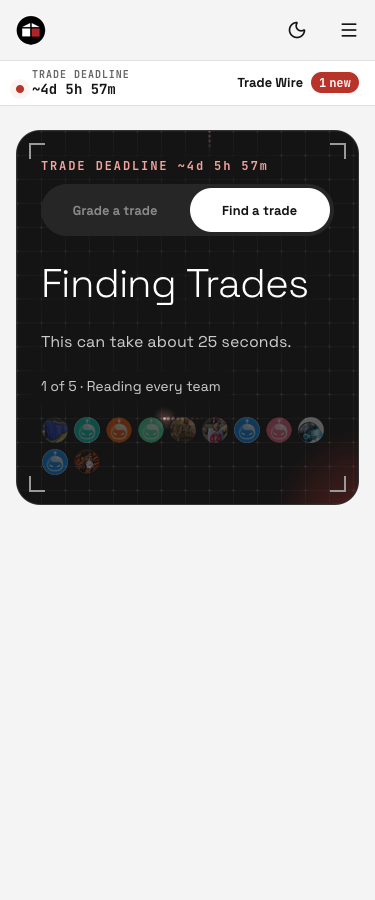 TRADE DEADLINE
~4d 5h 57m
Trade Wire
1 new
TRADE DEADLINE ~4d 5h 57m
Grade a trade
Find a trade
Finding Trades
This can take about 25 seconds.
1 of 5 · Reading every team